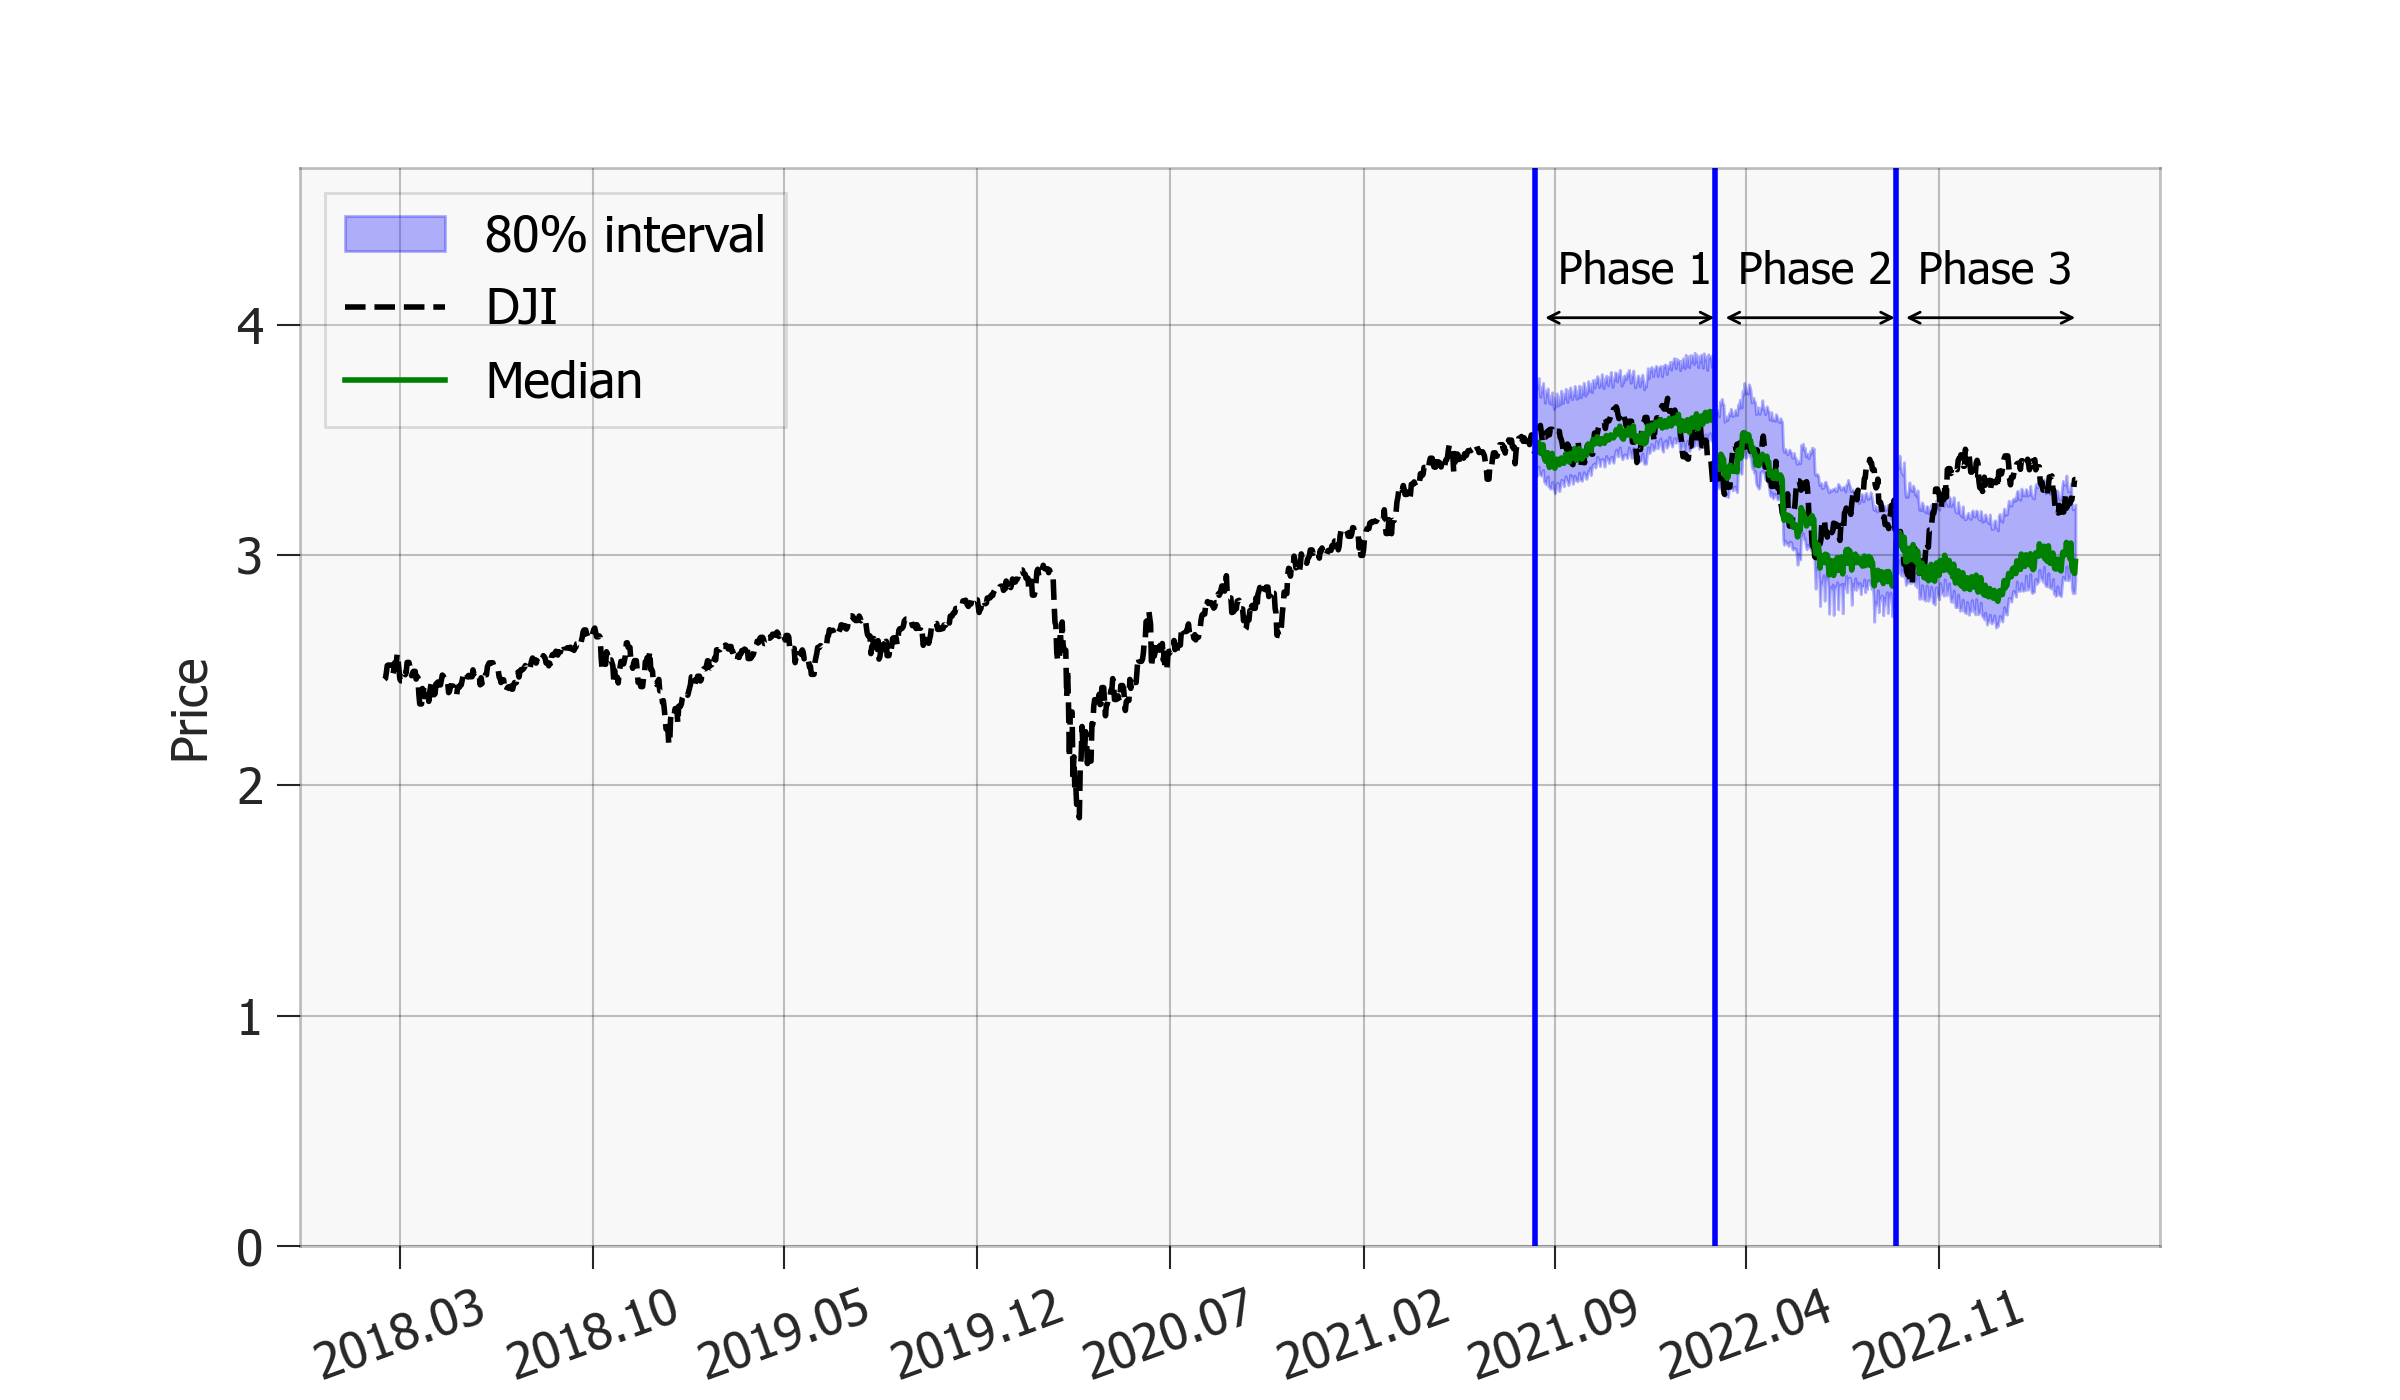 80% interval
DJI
Median
Phase 1
Phase 2
Phase 3
Price
4
3
2
1
0
2018.03
2018.10
2019.05
2019.12
2020.07
2021.02
2021.09
2022.04
2022.11